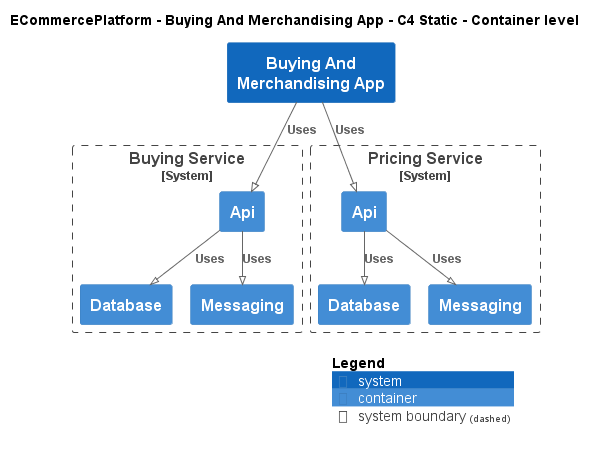 ECommercePlatform - Buying And Merchandising App - C4 Static - Container level
Buying And
Merchandising App
Uses
Uses
Buying Service
[System]
Pricing Service
[System]
Api
Api
Uses
Uses
Uses
Uses
Database
Messaging
Database
Messaging
Legend
system
container
system boundary (dashed)